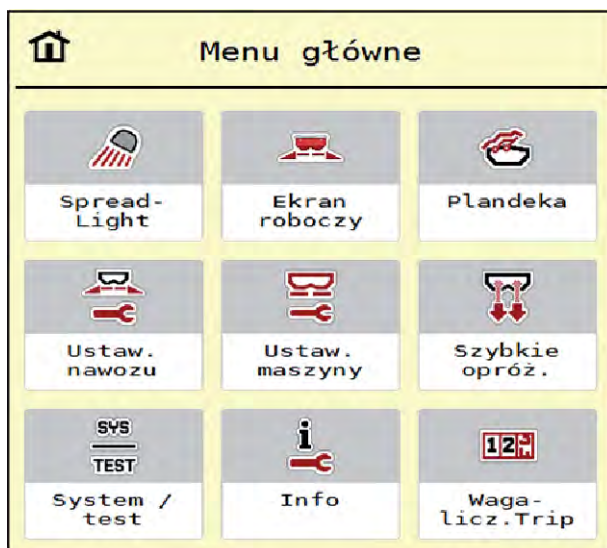 Menu główne
Spread-
Light
Ekran
roboczy
Plandeka
Ustaw.
nawozu
Ustaw.
maszyny
Szybkie
opróż.
SYS
TEST
123
System /
test
Info
Waga-
licz.Trip